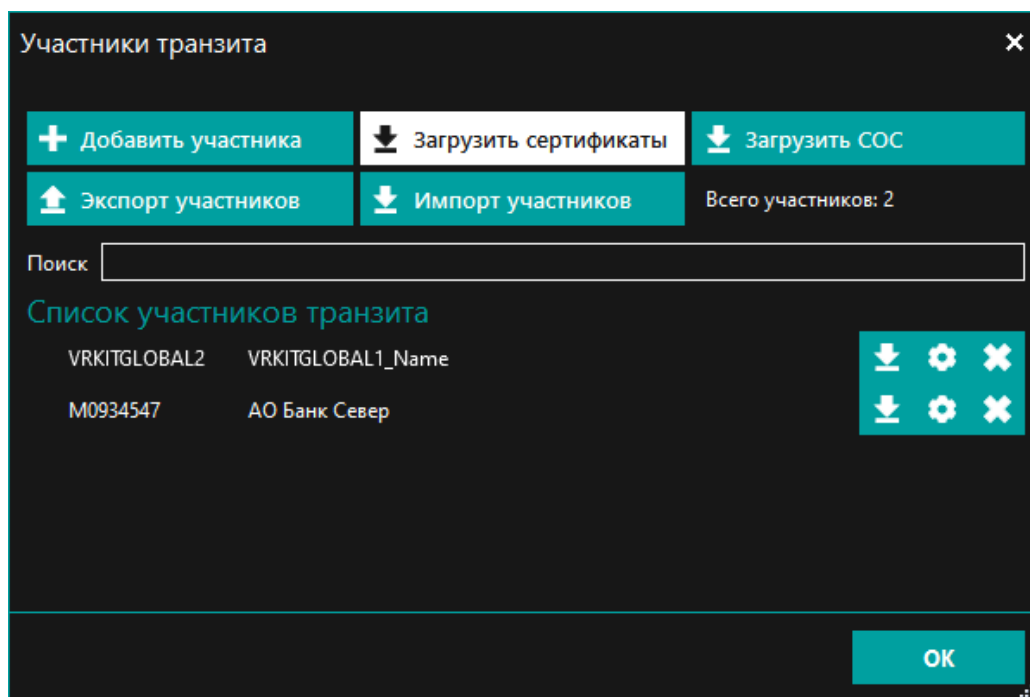 Участники транзита
Добавить участника
Загрузить сертификаты
Загрузить СОС
Экспорт участников
Импорт участников
Всего участников: 2
Поиск
Список участников транзита
VRKITGLOBAL2 VRKITGLOBAL1_Name
M0934547 АО Банк Север
ОК